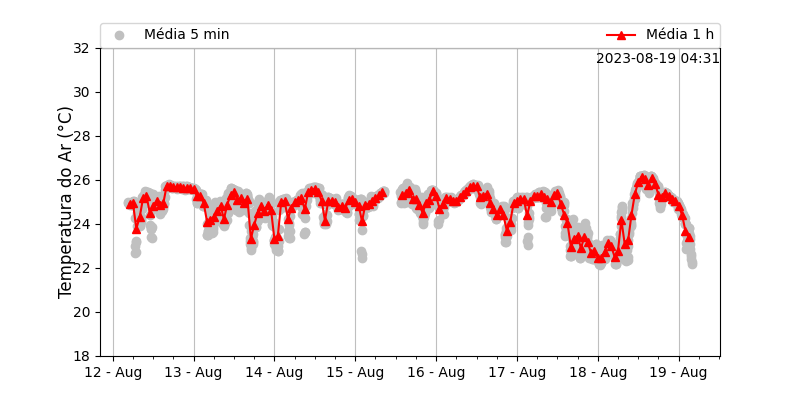 Média 5 min
Média 1 h
2023-08-19 04:31
Temperatura do Ar (°C)
32
30
28
26
24
22
20
18
12 - Aug
13 - Aug
14 - Aug
15 - Aug
16 - Aug
17 - Aug
18 - Aug
19 - Aug